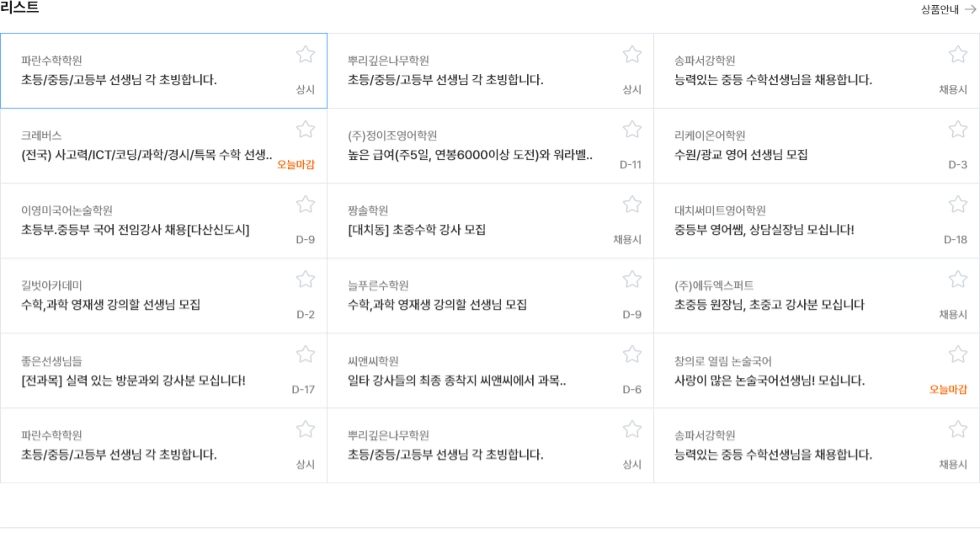 리스트
상품안내
파란수학학원
초등/중등/고등부 선생님 각 초빙합니다.
상시
뿌리깊은나무학원
초등/중등/고등부 선생님 각 초빙합니다.
상시
송파서강학원
능력있는 중등 수학선생님을 채용합니다.
채용시
크레버스
(전국) 사고력/ICT/코딩/과학/경시/특목 수학 선생..
오늘마감
(주)정이조영어학원
높은 급여(주5일, 연봉6000이상 도전)와 워라벨..
D-11
리케이온어학원
수원/광교 영어 선생님 모집
D-3
이영미국어논술학원
초등부.중등부 국어 전임강사 채용[다산신도시]
D-9
짱솔학원
[대치동] 초중수학 강사 모집
채용시
대치써미트영어학원
중등부 영어쌤, 상담실장님 모십니다!
D-18
길벗아카데미
수학,과학 영재생 강의할 선생님 모집
D-2
늘푸른수학원
수학,과학 영재생 강의할 선생님 모집
D-9
(주)에듀엑스퍼트
초중등 원장님, 초중고 강사분 모십니다
채용시
좋은선생님들
[전과목] 실력 있는 방문과외 강사분 모십니다!
D-17
씨앤씨학원
일타 강사들의 최종 종착지 씨앤씨에서 과목..
D-6
창의로 열림 논술국어
사랑이 많은 논술국어선생님! 모십니다.
오늘마감
파란수학학원
초등/중등/고등부 선생님 각 초빙합니다.
상시
뿌리깊은나무학원
초등/중등/고등부 선생님 각 초빙합니다.
상시
송파서강학원
능력있는 중등 수학선생님을 채용합니다.
채용시